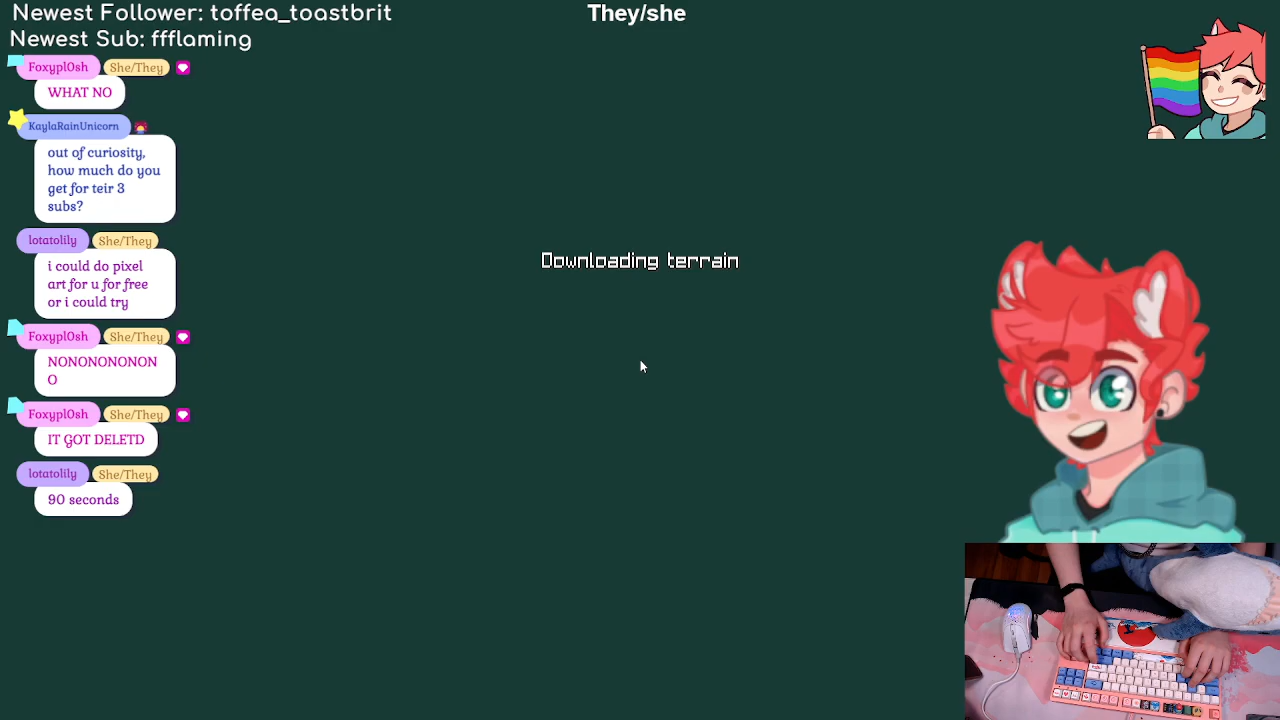 Newest Follower: toffea_toastbrit
They/she
Newest Sub: ffflaming
Foxypl0sh She/They
WHAT NO
KaylaRainUnicorn
out of curiosity,
how much do you
get for teir 3
subs?
lotatolily She/They
i could do pixel
art for u for free
or i could try
Foxypl0sh She/They
NONONONONON
O
Foxypl0sh She/They
IT GOT DELETD
lotatolily She/They
90 seconds
Downloading terrain